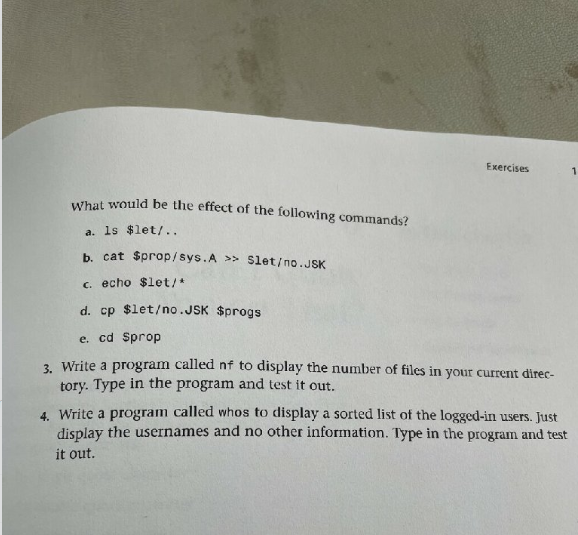 Exercises 1
What would be the effect of the following commands?
a. ls $let/..
b. cat $prop/sys.A >> $let/no.JSK
c. echo $let/*
d. cp $let/no.JSK $progs
e. cd $prop
3. Write a program called nf to display the number of files in your current direc-
tory. Type in the program and test it out.
4. Write a program called whos to display a sorted list of the logged-in users. Just
display the usernames and no other information. Type in the program and test
it out.